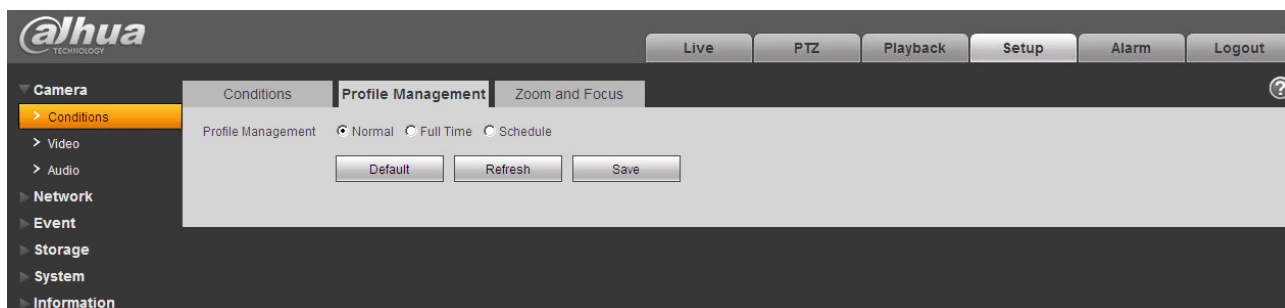 alhua
TECHNOLOGY
Live PTZ Playback Setup Alarm Logout
Camera
Conditions Profile Management Zoom and Focus
?
> Conditions
Profile Management Normal Full Time Schedule
> Video
Default Refresh Save
> Audio
Network
Event
Storage
System
Information